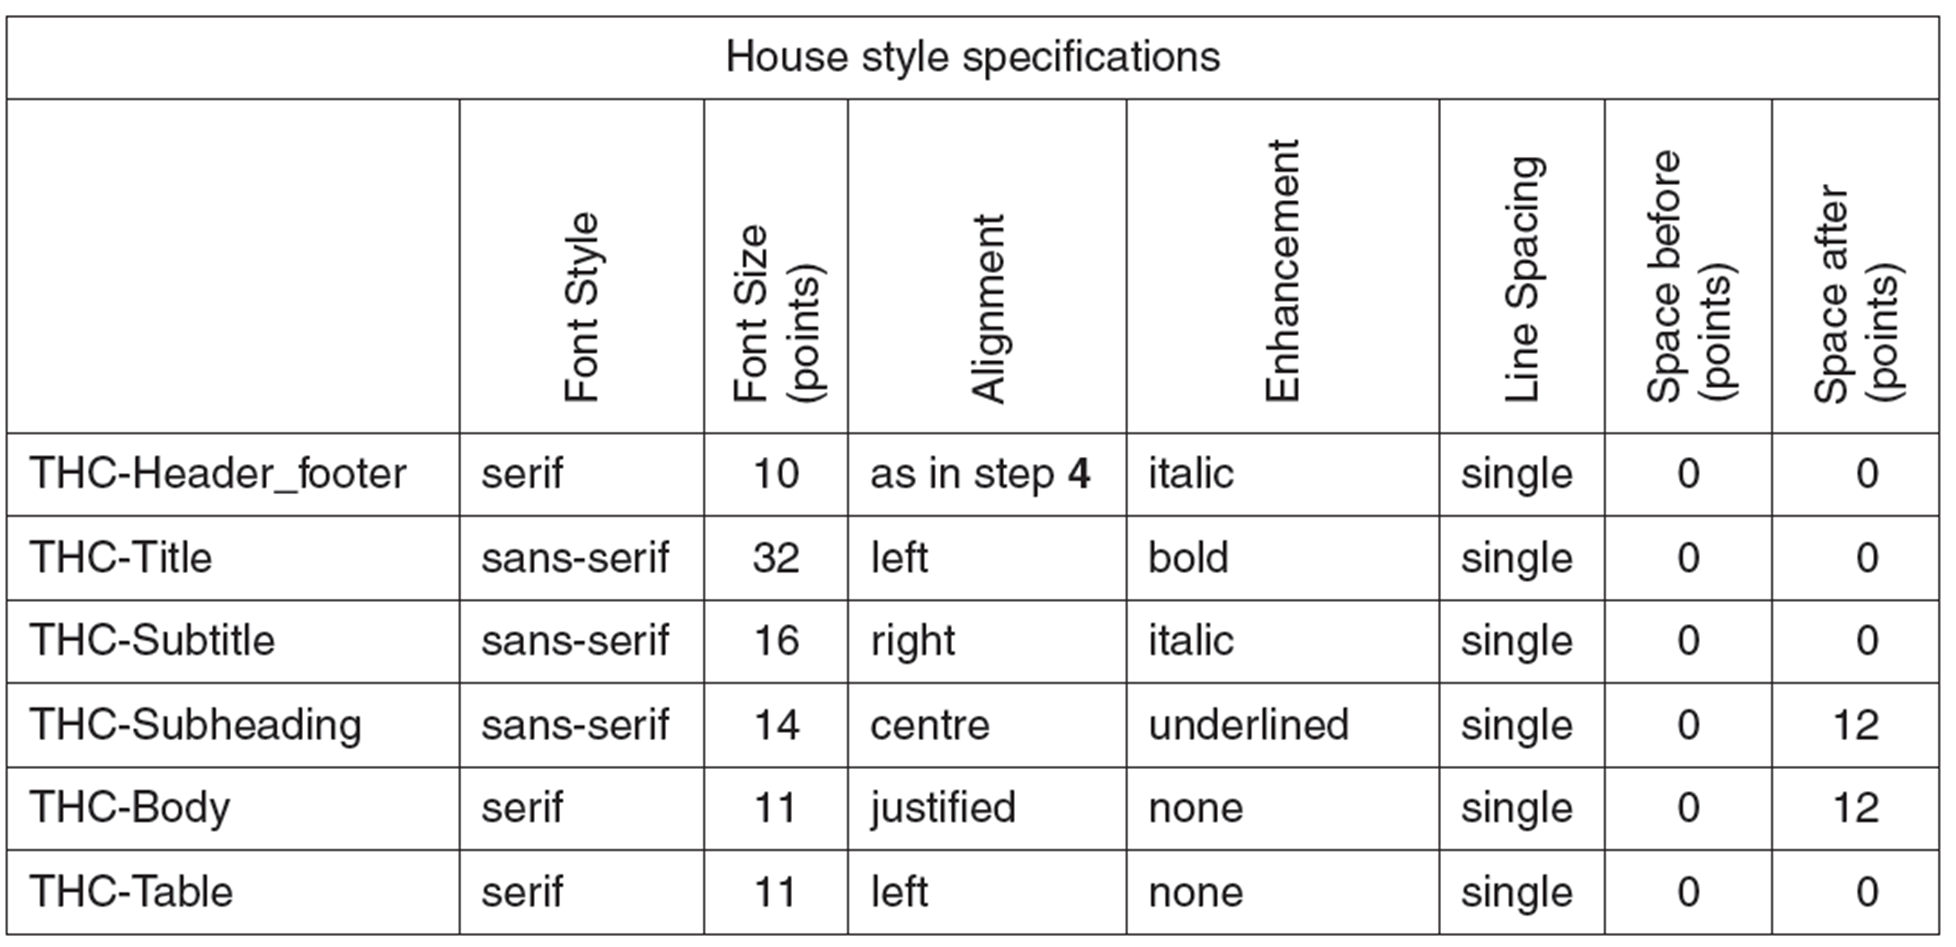 House style specifications
Font Style
Font Size
(points)
Alignment
Enhancement
Line Spacing
Space before
(points)
Space after
(points)
THC-Header_footer serif 10 as in step 4 italic single 0 0
THC-Title sans-serif 32 left bold single 0 0
THC-Subtitle sans-serif 16 right italic single 0 0
THC-Subheading sans-serif 14 centre underlined single 0 12
THC-Body serif 11 justified none single 0 12
THC-Table serif 11 left none single 0 0